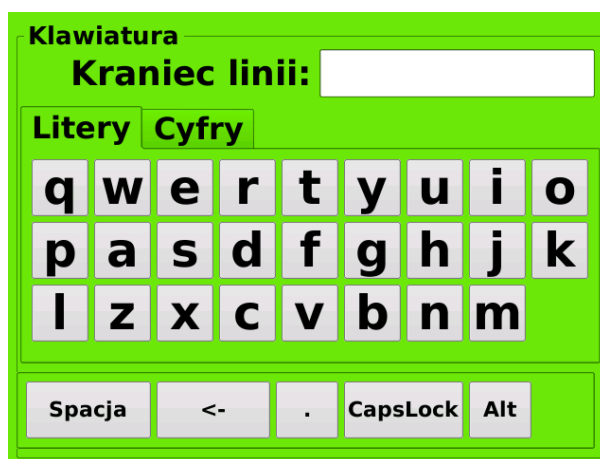 Klawiatura
Kraniec linii:
Litery Cyfry
q w e r t y u i o
p a s d f g h j k
l z x c v b n m
Spacja <- . CapsLock Alt